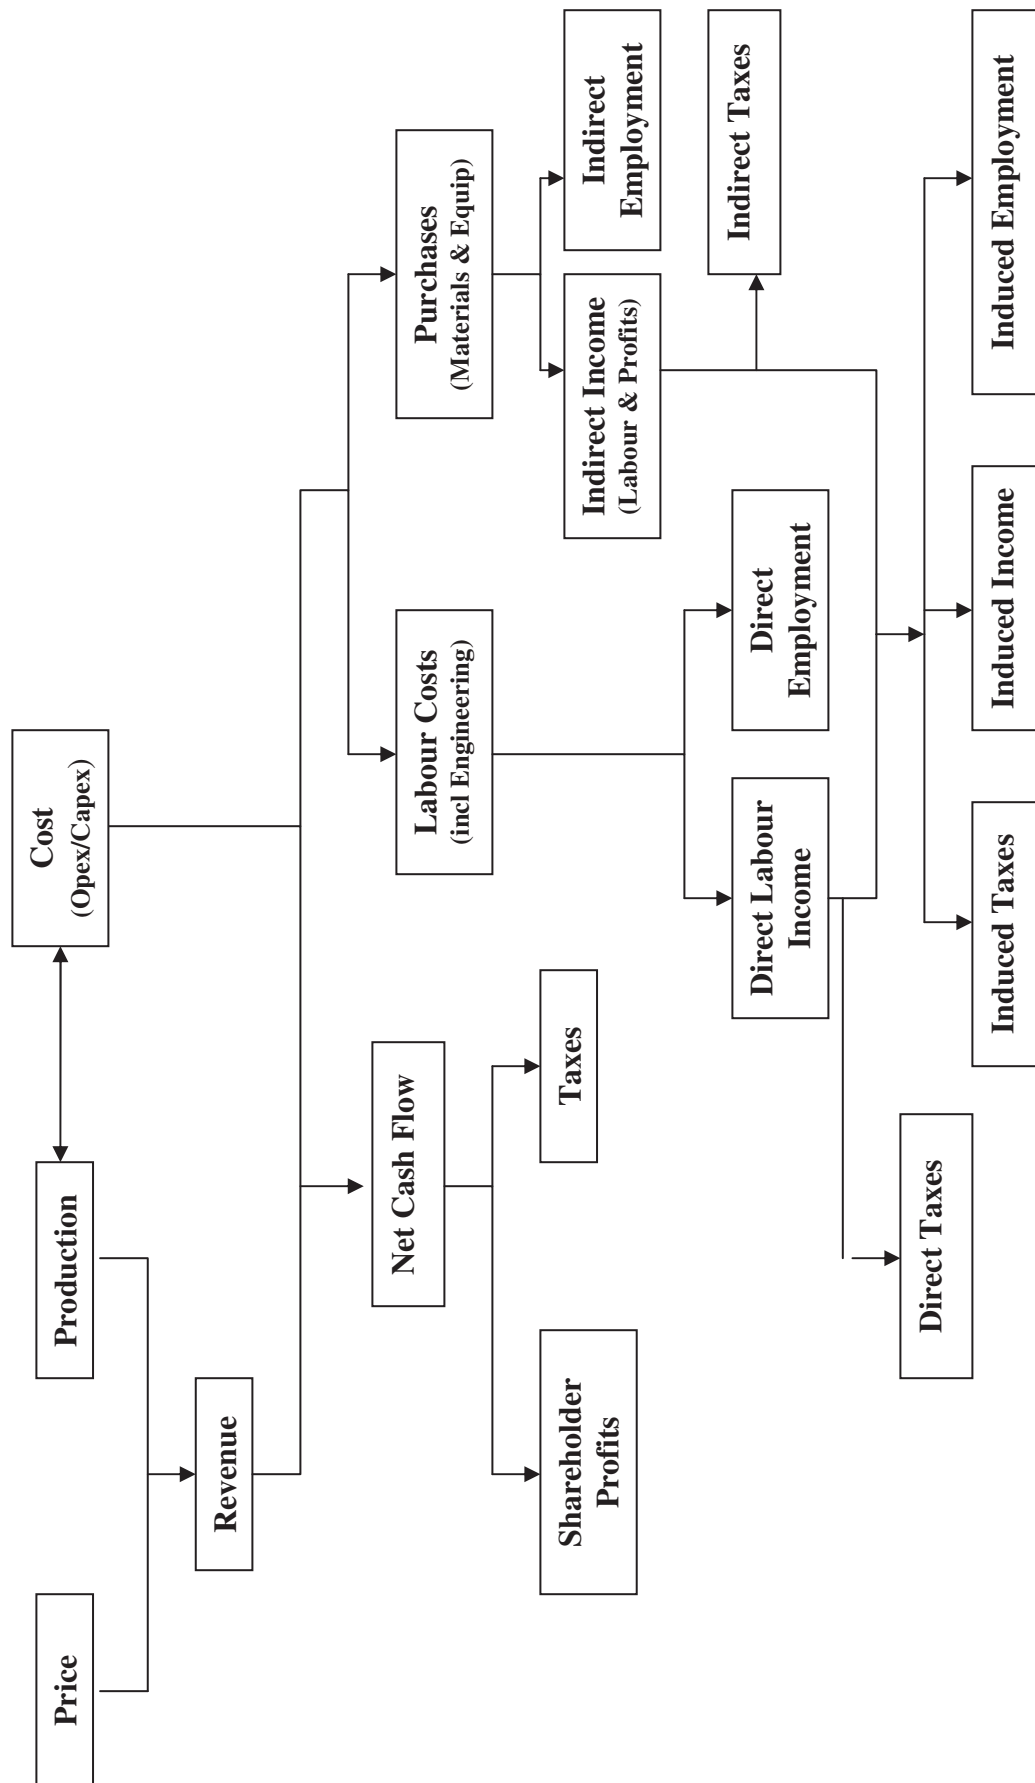 Price
Production
Cost
(Opex/Capex)
Revenue
Net Cash Flow
Labour Costs
(incl Engineering)
Purchases
(Materials & Equip)
Shareholder
Profits
Taxes
Indirect Income
(Labour & Profits)
Indirect
Employment
Direct Labour
Income
Direct
Employment
Indirect Taxes
Direct Taxes
Induced Taxes
Induced Income
Induced Employment